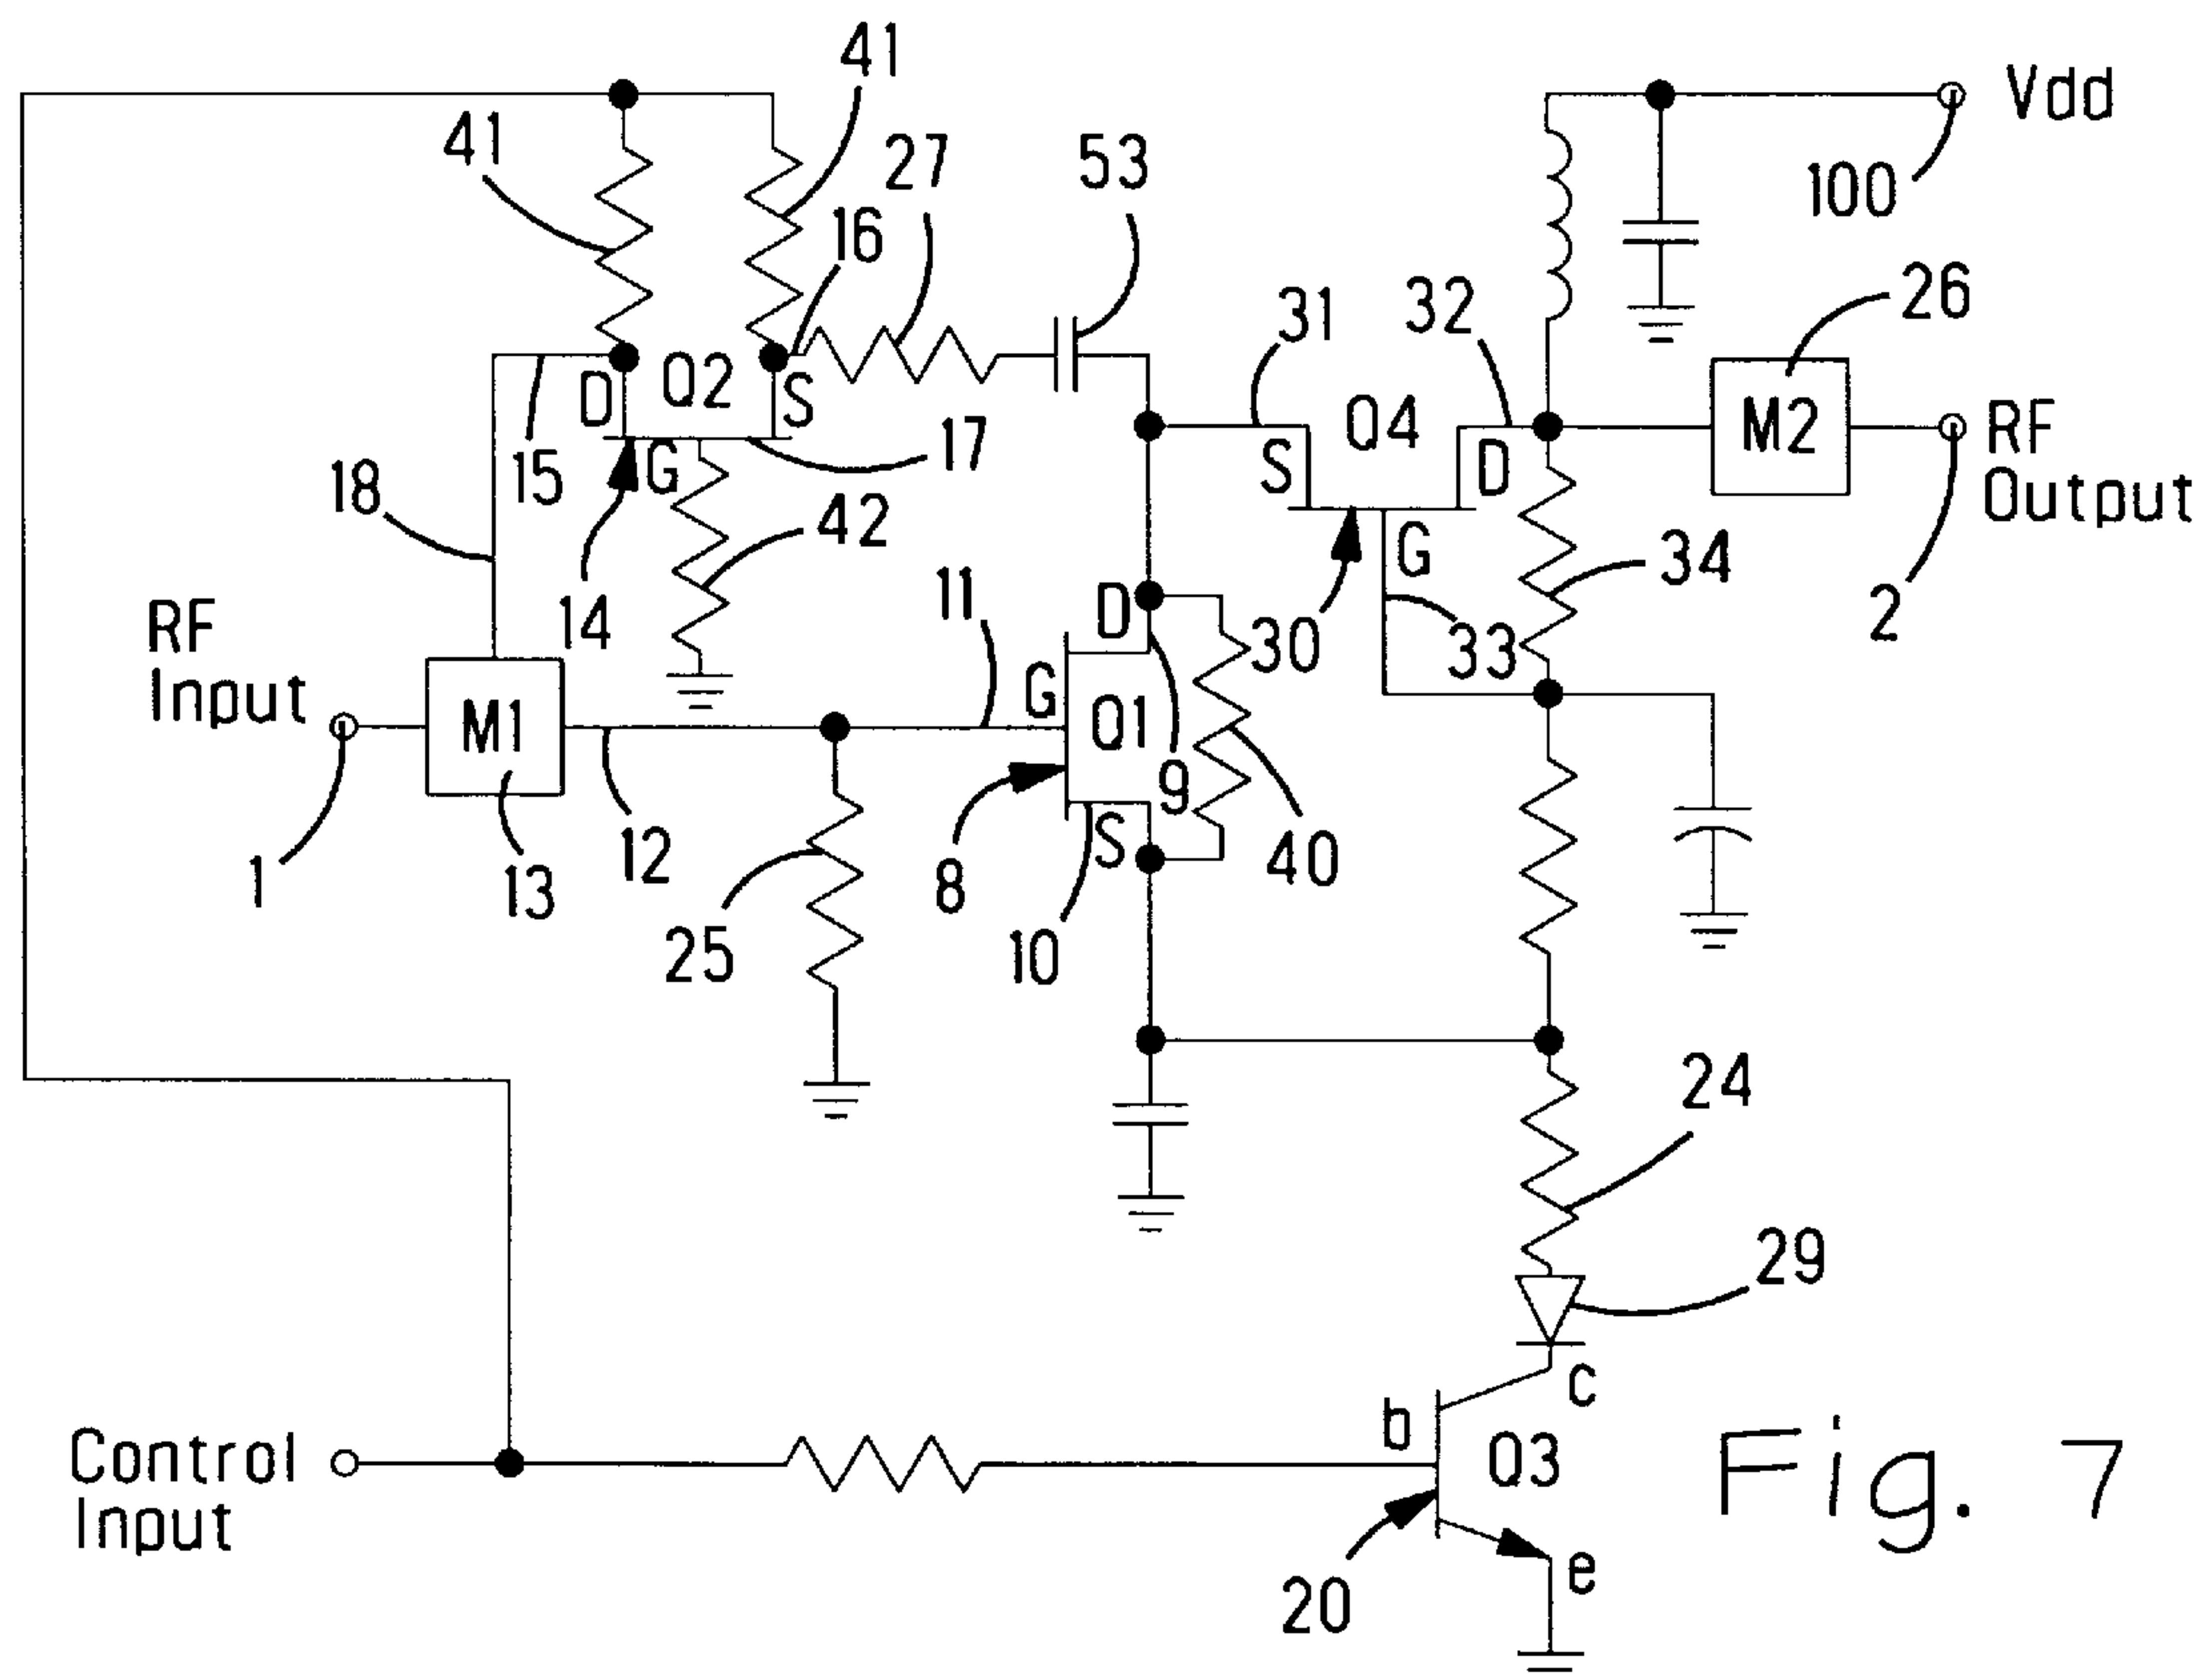 41
Vdd
41
27
53
100
16
26
31
32
D
Q2
S
Q4
M2
RF
Output
17
S
D
G
15
18
42
G
34
11
2
RF
Input
14
D
30
33
G
M1
Q1
9
1
13
12
8
S
40
25
10
24
29
c
b
Control
Input
Q3
e
20
Fig. 7